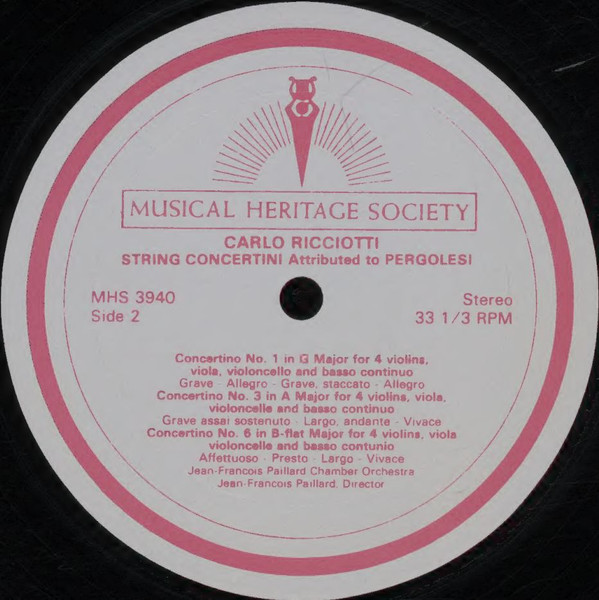 MUSICAL HERITAGE SOCIETY
CARLO RICCIOTTI
STRING CONCERTINI Attributed to PERGOLESI
MHS 3940
Side 2
Stereo
33 1/3 RPM
Concertino No. 1 in G Major for 4 violins,
viola, violoncello and basso continuo
Grave - Allegro - Grave, staccato - Allegro
Concertino No. 3 in A Major for 4 violins, viola,
violoncelle and basso continuo
Grave assai sostenuto - Largo, andante - Vivace
Concertino No. 6 in B-flat Major for 4 violins, viola
violoncelle and basso contunio
Affettuoso - Presto - Largo - Vivace
Jean-Francois Paillard Chamber Orchestra
Jean-Francois Paillard, Director